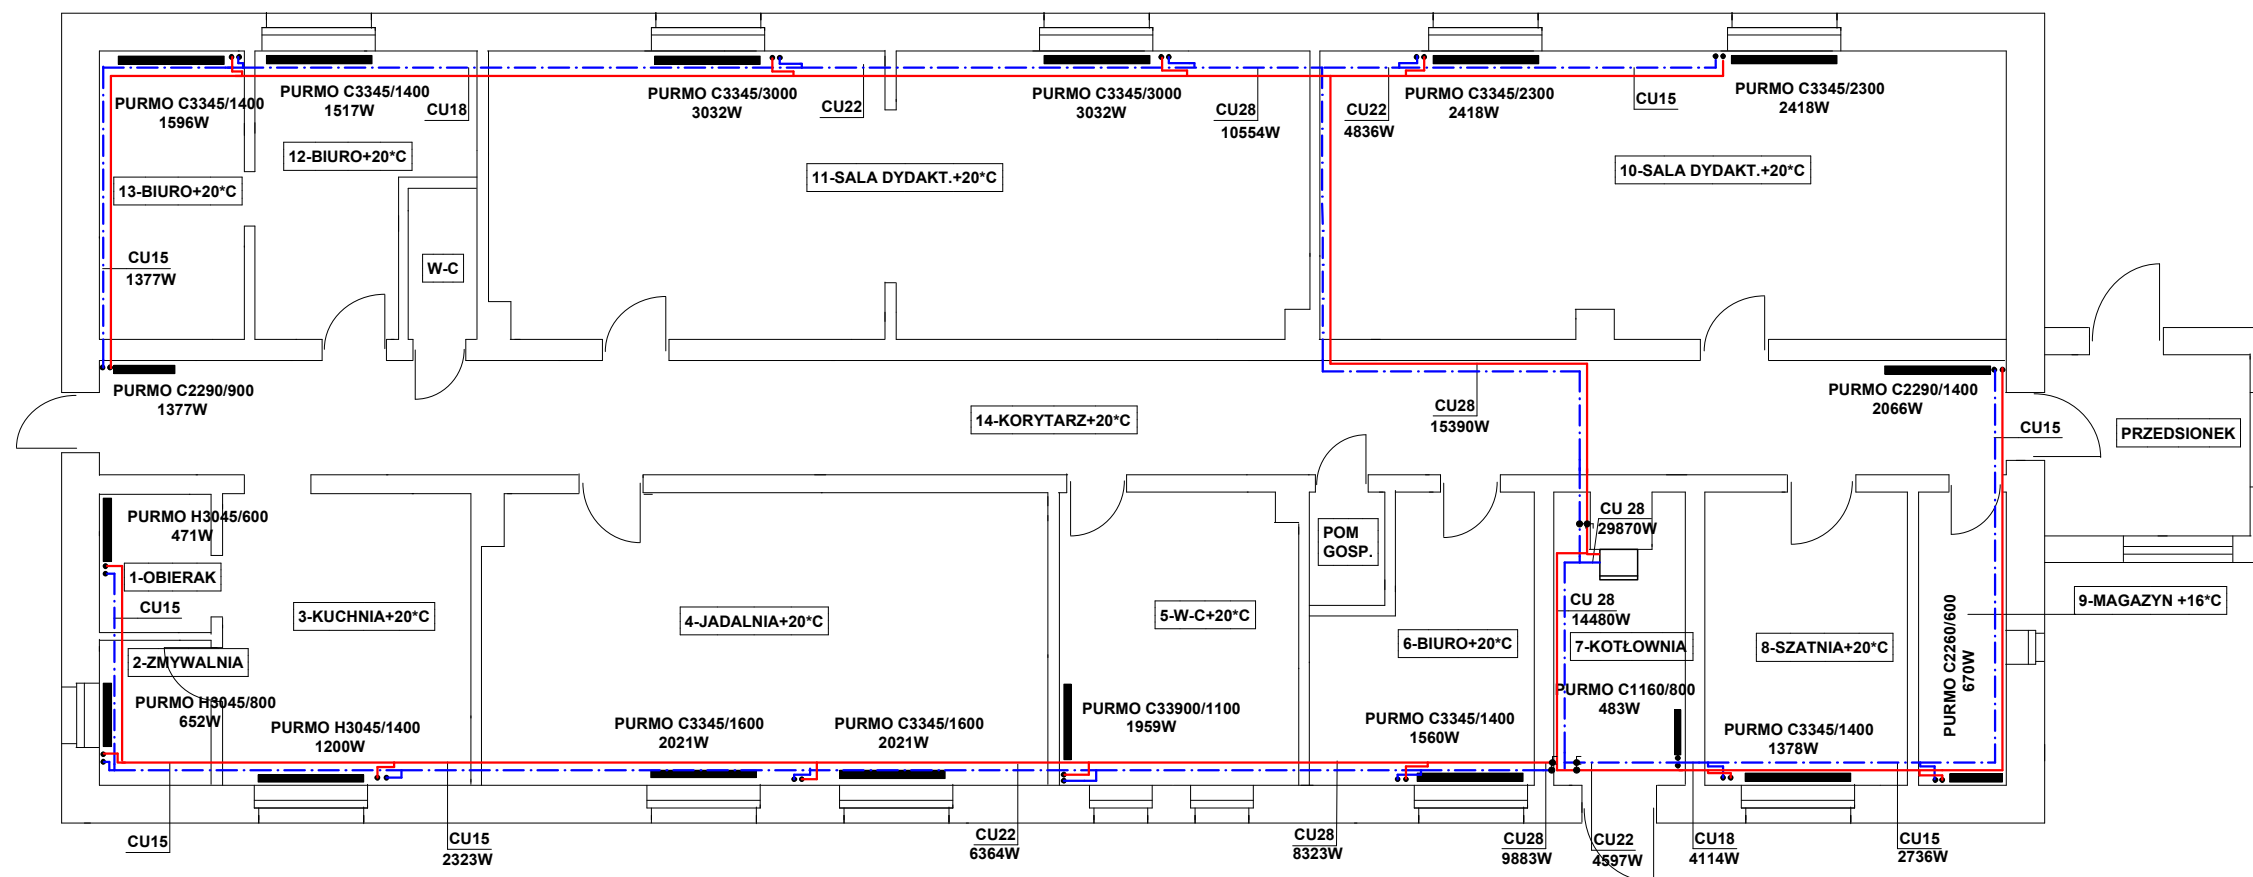 PURMO C3345/1400
1596W
PURMO C3345/1400
1517W
CU18
PURMO C3345/3000
3032W
CU22
PURMO C3345/3000
3032W
CU28
10554W
CU22
4836W
PURMO C3345/2300
2418W
CU15
PURMO C3345/2300
2418W
12-BIURO+20*C
13-BIURO+20*C
11-SALA DYDAKT.+20*C
10-SALA DYDAKT.+20*C
CU15
1377W
W-C
PURMO C2290/900
1377W
14-KORYTARZ+20*C
CU28
15390W
PURMO C2290/1400
2066W
CU15
PRZEDSIONEK
PURMO H3045/600
471W
1-OBIERAK
CU15
3-KUCHNIA+20*C
2-ZMYWALNIA
PURMO H3045/800
652W
PURMO H3045/1400
1200W
4-JADALNIA+20*C
PURMO C3345/1600
2021W
PURMO C3345/1600
2021W
5-W-C+20*C
PURMO C33900/1100
1959W
POM
GOSP.
6-BIURO+20*C
PURMO C3345/1400
1560W
CU 28
29870W
CU 28
14480W
7-KOTŁOWNIA
PURMO C1160/800
483W
8-SZATNIA+20*C
PURMO C3345/1400
1378W
PURMO C2260/600
670W
9-MAGAZYN +16*C
CU15
CU15
2323W
CU22
6364W
CU28
8323W
CU28
9883W
CU22
4597W
CU18
4114W
CU15
2736W